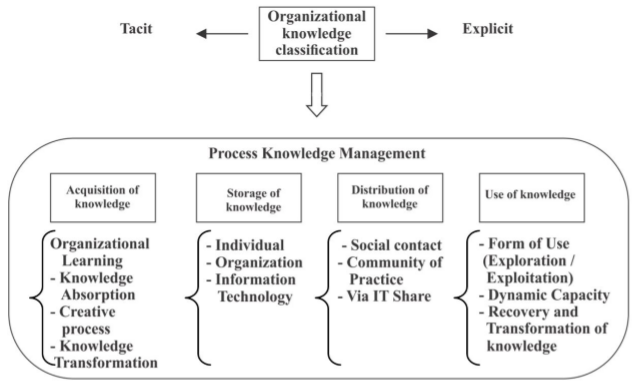 Tacit
Organizational
knowledge
classification
Explicit
Process Knowledge Management
Acquisition of
knowledge
Organizational
Learning
- Knowledge
Absorption
- Creative
process
- Knowledge
Transformation
Storage of
knowledge
- Individual
- Organization
- Information
Technology
Distribution of
knowledge
- Social contact
- Community of
Practice
- Via IT Share
Use of knowledge
- Form of Use
(Exploration /
Exploitation)
- Dynamic Capacity
- Recovery and
Transformation of
knowledge